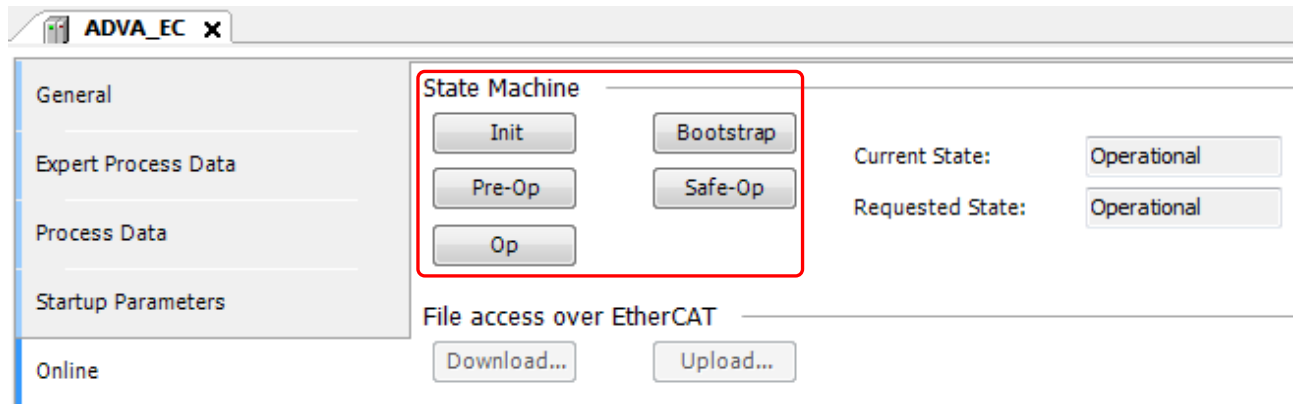 ADVA_EC x
General
Expert Process Data
Process Data
Startup Parameters
Online
State Machine
Init Bootstrap
Pre-Op Safe-Op
Op
Current State: Operational
Requested State: Operational
File access over EtherCAT
Download... Upload...